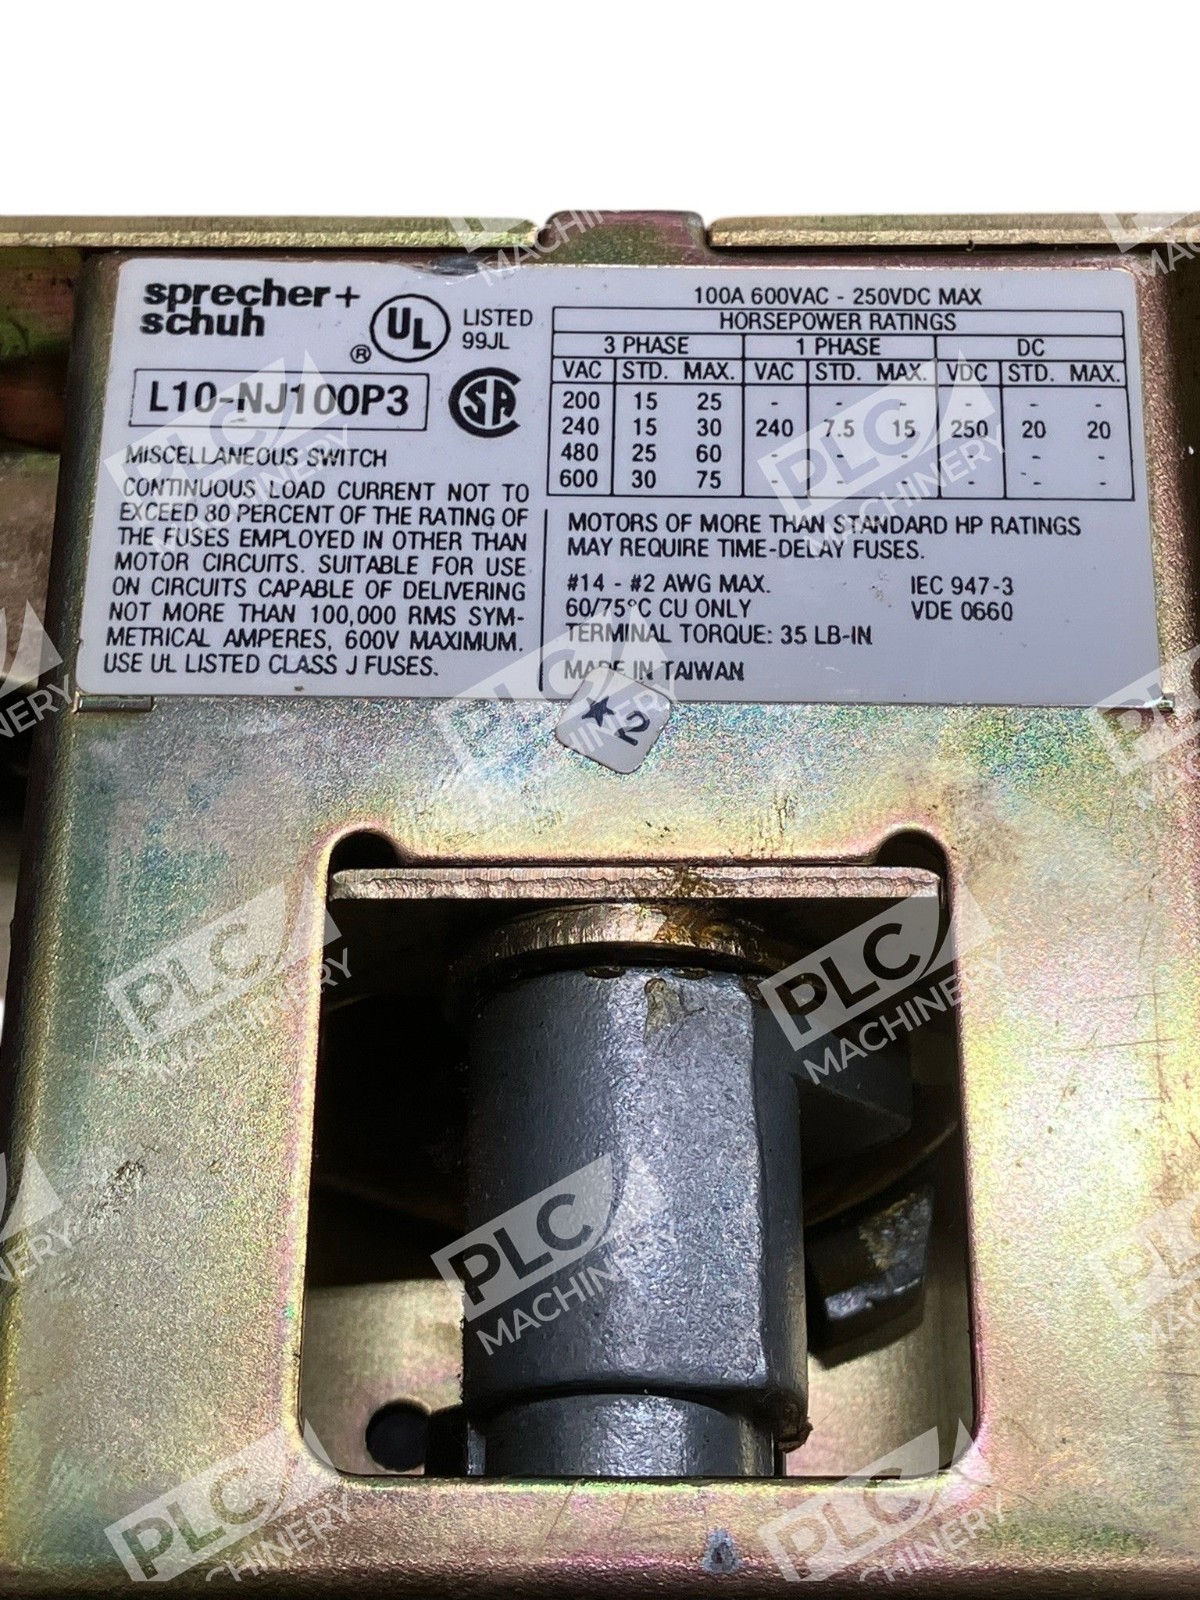 sprecher+
schuh
®
UL
LISTED
99JL
L10-NJ100P3
SA
MISCELLANEOUS SWITCH
CONTINUOUS LOAD CURRENT NOT TO
EXCEED 80 PERCENT OF THE RATING OF
THE FUSES EMPLOYED IN OTHER THAN
MOTOR CIRCUITS. SUITABLE FOR USE
ON CIRCUITS CAPABLE OF DELIVERING
NOT MORE THAN 100,000 RMS SYM-
METRICAL AMPERES, 600V MAXIMUM.
USE UL LISTED CLASS J FUSES.
100A 600VAC - 250VDC MAX
HORSEPOWER RATINGS
3 PHASE 1 PHASE DC
VAC STD. MAX. VAC STD. MAX. VDC STD. MAX.
200 15 25 - - - - - -
240 15 30 240 7.5 15 250 20 20
480 25 60 - - - - - -
600 30 75 - - - - - -
MOTORS OF MORE THAN STANDARD HP RATINGS
MAY REQUIRE TIME-DELAY FUSES.
#14 - #2 AWG MAX. IEC 947-3
60/75°C CU ONLY VDE 0660
TERMINAL TORQUE: 35 LB-IN
MADE IN TAIWAN
★2
PLC
MACHINERY